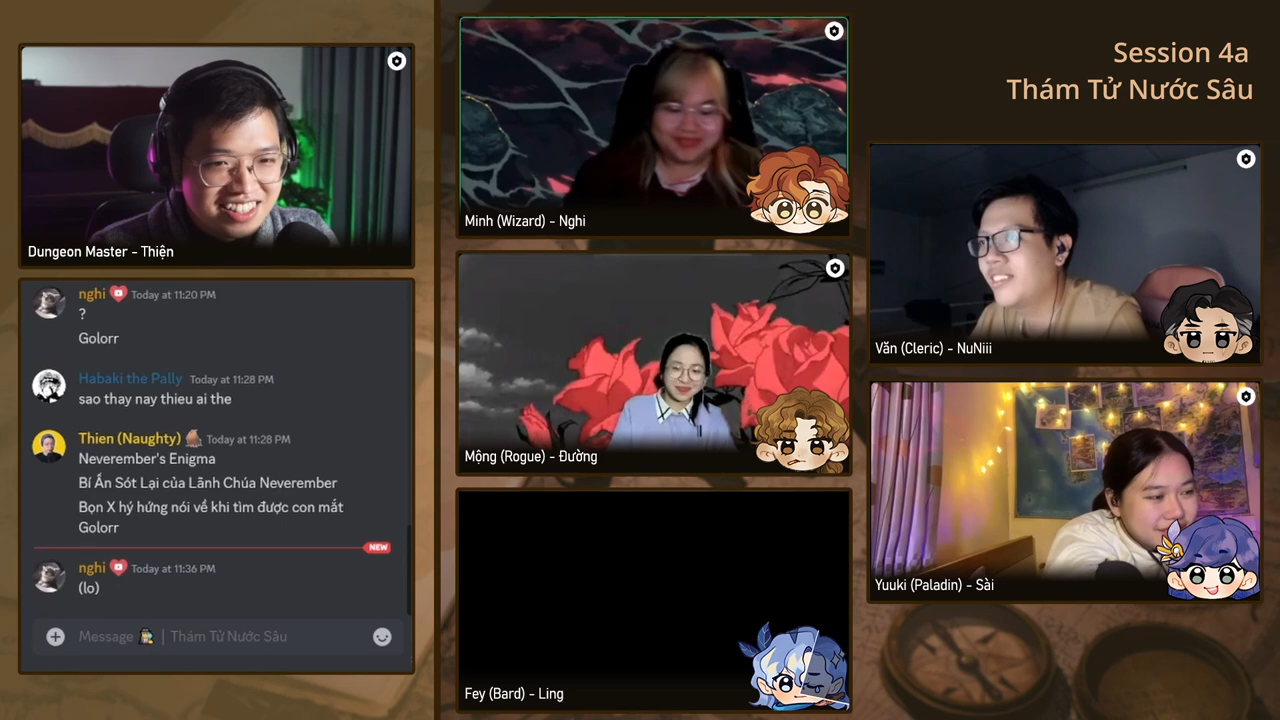 Session 4a
Thám Tử Nước Sâu
Dungeon Master - Thiện
nghi Today at 11:20 PM
?
Golorr
Habaki the Pally Today at 11:28 PM
sao thay nay thieu ai the
Thien (Naughty) Today at 11:28 PM
Neverember's Enigma
Bí Ẩn Sót Lại của Lãnh Chúa Neverember
Bọn X hý hứng nói về khi tìm được con mắt
Golorr
NEW
nghi Today at 11:36 PM
(lo)
Message | Thám Tử Nước Sâu
Minh (Wizard) - Nghi
Mộng (Rogue) - Đường
Fey (Bard) - Ling
Văn (Cleric) - NuNiii
Yuuki (Paladin) - Sài